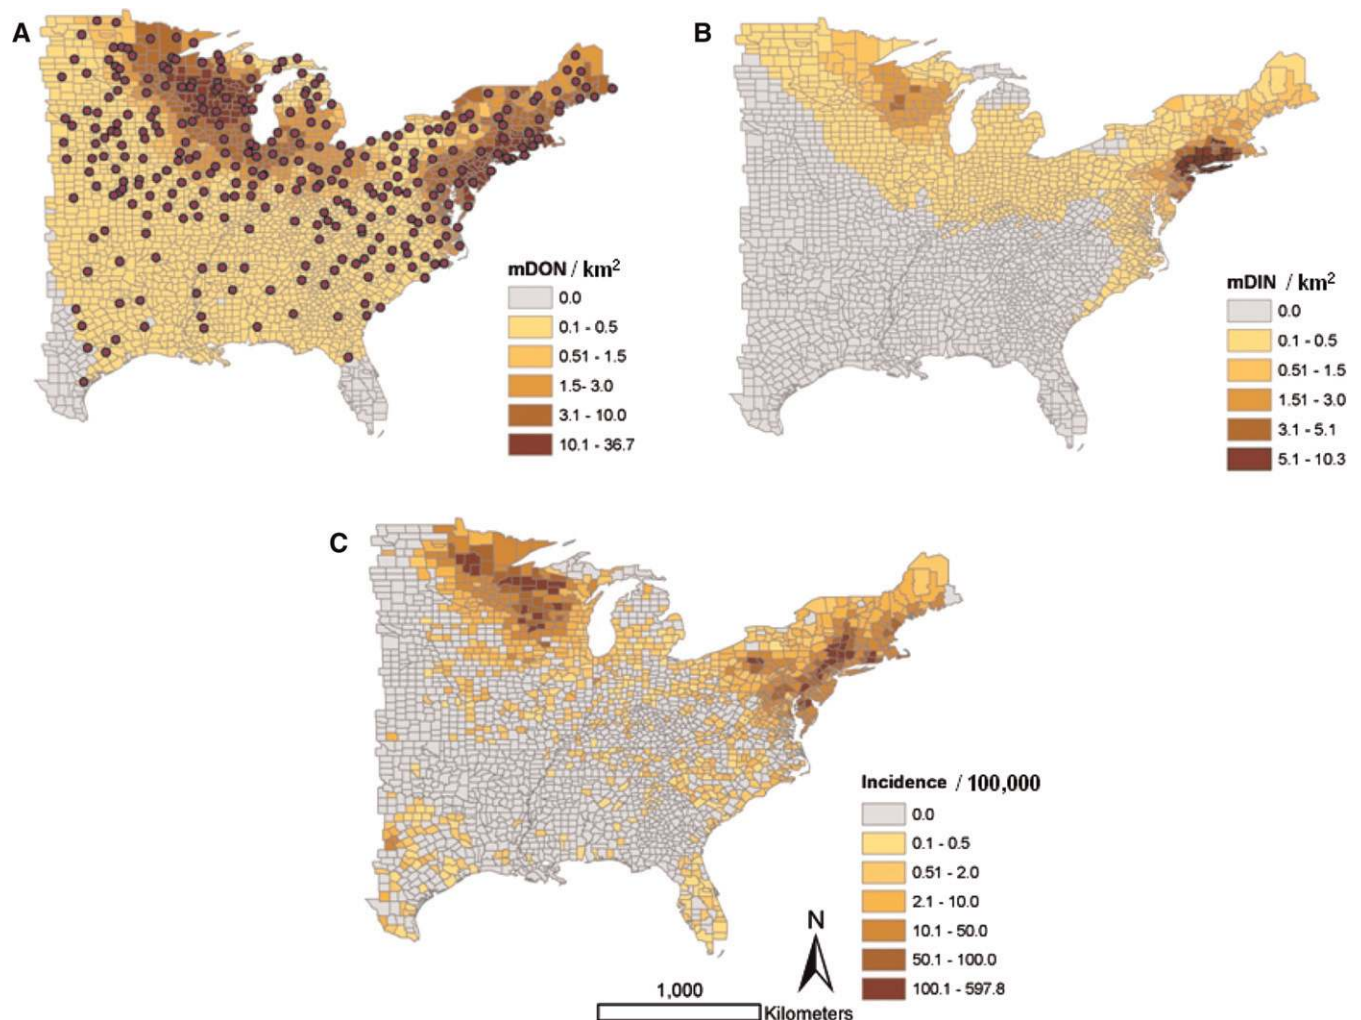 A
mDON / km²
0.0
0.1 - 0.5
0.51 - 1.5
1.5- 3.0
3.1 - 10.0
10.1 - 36.7
B
mDIN / km²
0.0
0.1 - 0.5
0.51 - 1.5
1.51 - 3.0
3.1 - 5.1
5.1 - 10.3
C
Incidence / 100,000
0.0
0.1 - 0.5
0.51 - 2.0
2.1 - 10.0
10.1 - 50.0
50.1 - 100.0
100.1 - 597.8
N
1,000
Kilometers